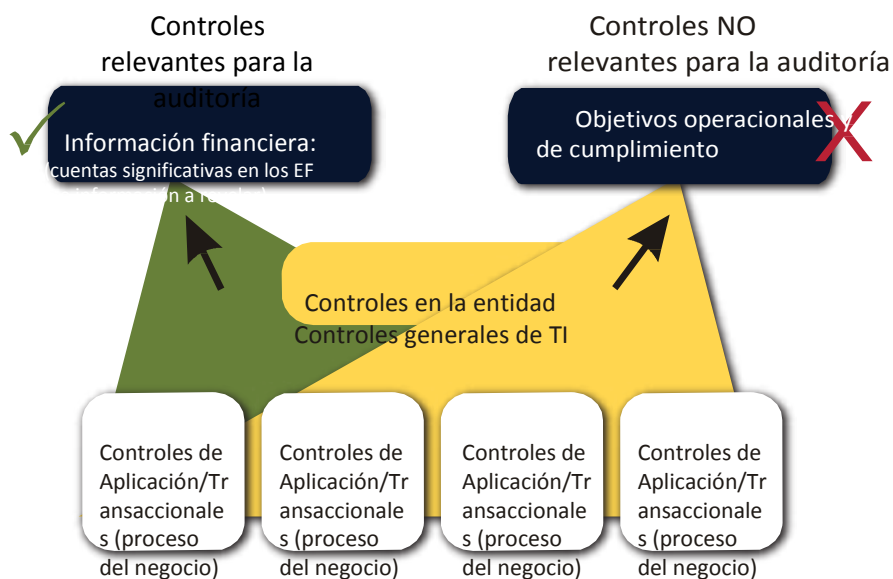 Controles
relevantes para la
auditoría
Información financiera:
(cuentas significativas en los EF
información a
Controles NO
relevantes para la auditoría
Objetivos operacionales /
de cumplimiento
X
Controles en la entidad
Controles generales de TI
Controles de
Aplicación/Tr
ansaccionale
s (proceso
del negocio)
Controles de
Aplicación/Tr
ansaccionale
s (proceso
del negocio)
Controles de
Aplicación/Tr
ansaccionale
s (proceso
del negocio)
Controles de
Aplicación/Tr
ansaccionale
s (proceso
del negocio)